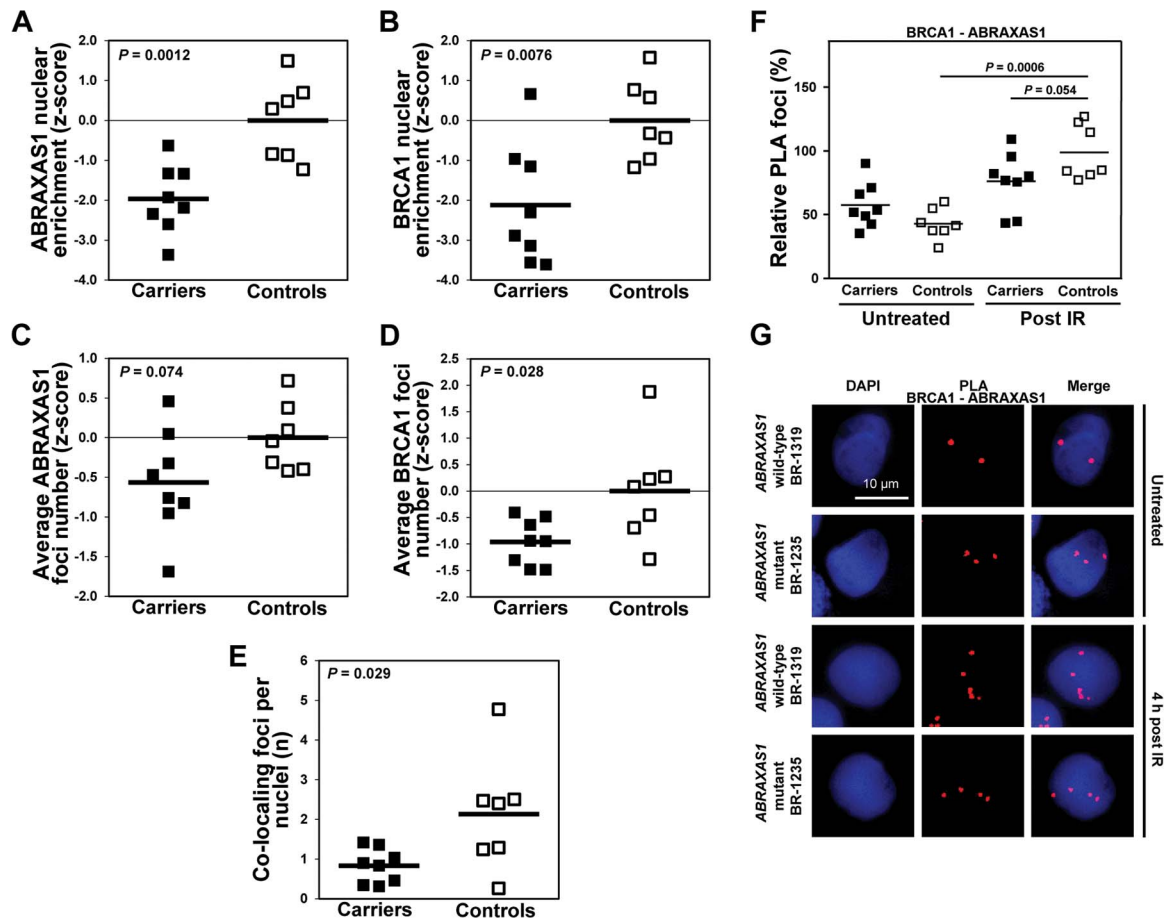 A
ABRAXAS1 nuclear
enrichment (z-score)
2.0
1.0
0.0
-1.0
-2.0
-3.0
-4.0
P = 0.0012
Carriers
Controls
B
BRCA1 nuclear
enrichment (z-score)
2.0
1.0
0.0
-1.0
-2.0
-3.0
-4.0
P = 0.0076
Carriers
Controls
C
Average ABRAXAS1
foci number (z-score)
1.0
0.5
0.0
-0.5
-1.0
-1.5
-2.0
P = 0.074
Carriers
Controls
D
Average BRCA1 foci
number (z-score)
2.5
2.0
1.5
1.0
0.5
0.0
-0.5
-1.0
-1.5
-2.0
P = 0.028
Carriers
Controls
E
Co-localing foci per
nuclei (n)
6
5
4
3
2
1
0
P = 0.029
Carriers
Controls
F
BRCA1 - ABRAXAS1
Relative PLA foci (%)
150
100
50
0
P = 0.0006
P = 0.054
Carriers
Controls
Carriers
Controls
Untreated
Post IR
G
DAPI
PLA
Merge
BRCA1 - ABRAXAS1
ABRAXAS1
wild-type
BR-1319
10 µm
ABRAXAS1
mutant
BR-1235
Untreated
ABRAXAS1
wild-type
BR-1319
ABRAXAS1
mutant
BR-1235
4 h post IR